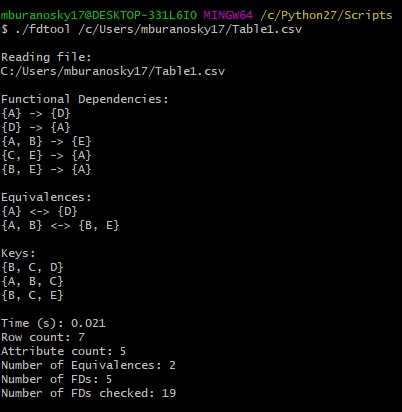 mburanosky17@DESKTOP-331L6IO MINGW64 /c/Python27/Scripts
$ ./fdtool /c/Users/mburanosky17/Table1.csv
Reading file:
C:/Users/mburanosky17/Table1.csv
Functional Dependencies:
{A} -> {D}
{D} -> {A}
{A, B} -> {E}
{C, E} -> {A}
{B, E} -> {A}
Equivalences:
{A} <-> {D}
{A, B} <-> {B, E}
Keys:
{B, C, D}
{A, B, C}
{B, C, E}
Time (s): 0.021
Row count: 7
Attribute count: 5
Number of Equivalences: 2
Number of FDs: 5
Number of FDs checked: 19